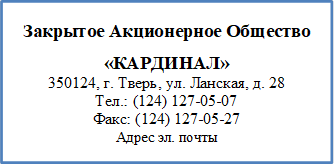 Закрытое Акционерное Общество
«КАРДИНАЛ»
350124, г. Тверь, ул. Ланская, д. 28
Тел.: (124) 127-05-07
Факс: (124) 127-05-27
Адрес эл. почты